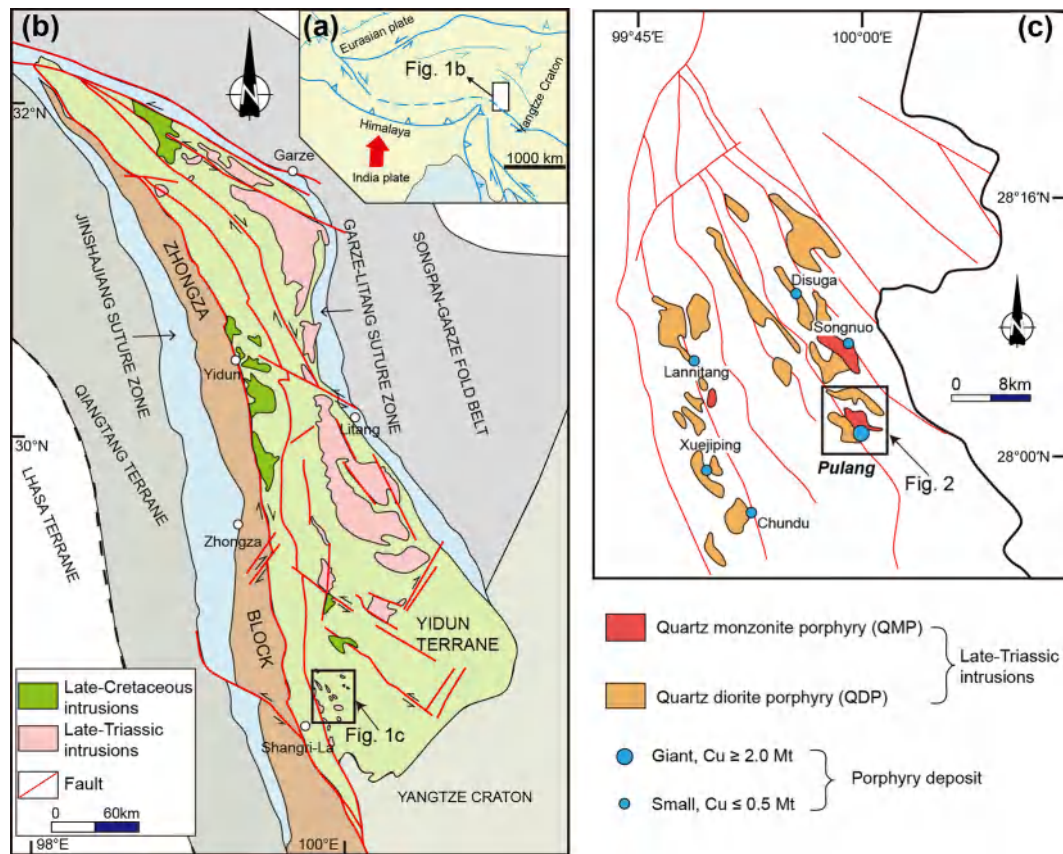 (b)
(a)
Eurasian plate
Fig. 1b
Yangtze Craton
Himalaya
India plate
1000 km
32°N
30°N
Garze
JINSHAJIANG SUTURE ZONE
ZHONGZA
BLOCK
GARZE-LITANG SUTURE ZONE
SONGPAN-GARZE FOLD BELT
QIANGTANG TERRANE
LHASA TERRANE
Yidun
Litang
Zhongza
YIDUN
TERRANE
Fig. 1c
Shangri-La
YANGTZE CRATON
Late-Cretaceous
intrusions
Late-Triassic
intrusions
Fault
0 60km
98°E
100°E
(c)
99°45'E
100°00'E
28°16'N
28°00'N
N
Disuga
Songnuo
Lannitang
0 8km
Xuejiping
Pulang
Fig. 2
Chundu
Quartz monzonite porphyry (QMP)
Quartz diorite porphyry (QDP)
Late-Triassic
intrusions
Giant, Cu ≥ 2.0 Mt
Small, Cu ≤ 0.5 Mt
Porphyry deposit